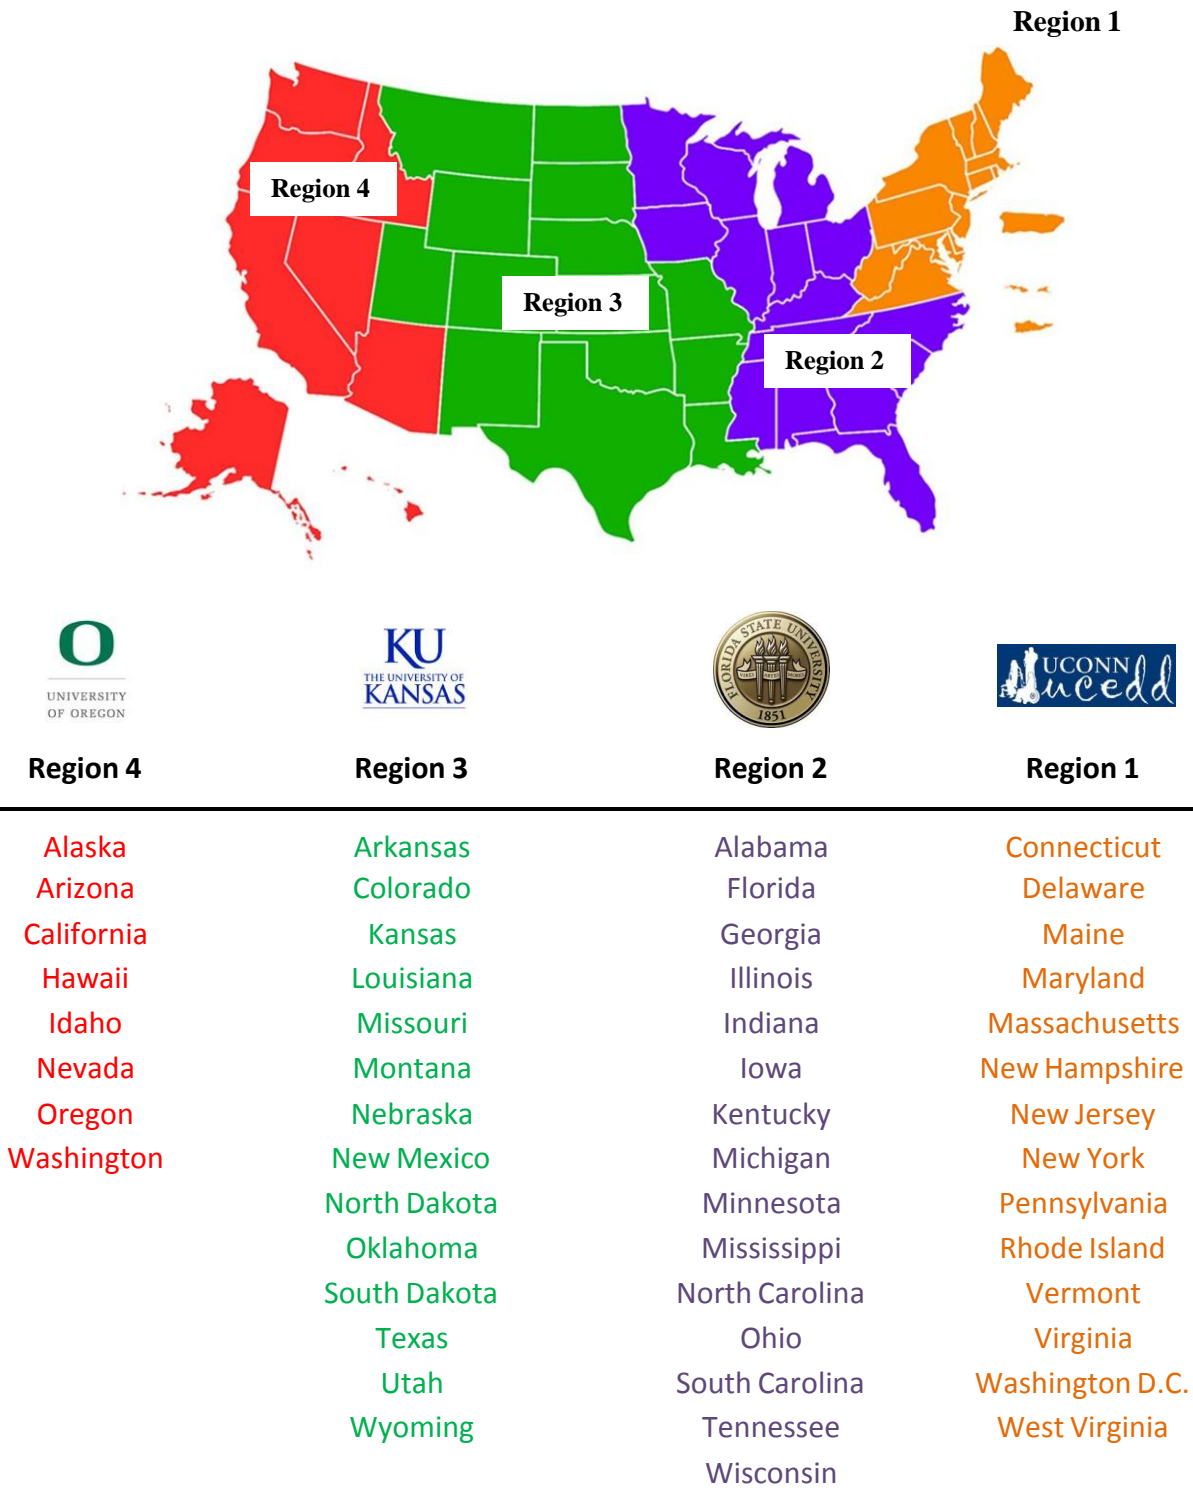 Region 1
Region 4
Region 3
Region 2
UNIVERSITY
OF OREGON
KU
THE UNIVERSITY OF
KANSAS
FLORIDA STATE UNIVERSITY
VIRES ARTES MORES
1851
UCONN
ucedd
Region 4 Region 3 Region 2 Region 1
Alaska Arkansas Alabama Connecticut
Arizona Colorado Florida Delaware
California Kansas Georgia Maine
Hawaii Louisiana Illinois Maryland
Idaho Missouri Indiana Massachusetts
Nevada Montana Iowa New Hampshire
Oregon Nebraska Kentucky New Jersey
Washington New Mexico Michigan New York
North Dakota Minnesota Pennsylvania
Oklahoma Mississippi Rhode Island
South Dakota North Carolina Vermont
Texas Ohio Virginia
Utah South Carolina Washington D.C.
Wyoming Tennessee West Virginia
Wisconsin